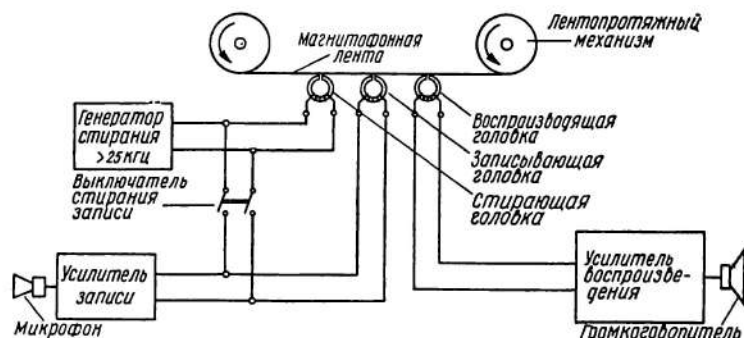 Лентопротяжный
механизм
Магнитофонная
лента
Генератор
стирания
>25кгц
Воспроизводящая
головка
Записывающая
головка
Стирающая
головка
Выключатель
стирания
записи
Усилитель
записи
Усилитель
воспроизве-
дения
Микрофон
Громкоговоритель